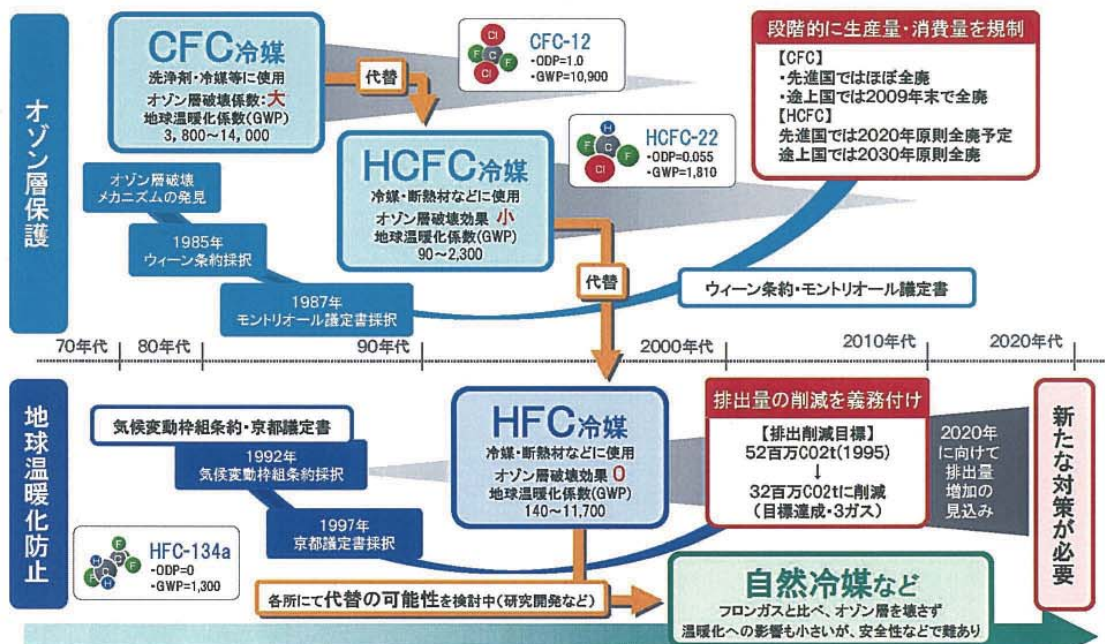 オゾン層保護
CFC冷媒
洗浄剤・冷媒等に使用
オゾン層破壊係数:大
地球温暖化係数(GWP)
3,800～14,000
代替
CFC-12
・ODP=1.0
・GWP=10,900
Cl
F
C
F
Cl
段階的に生産量・消費量を規制
【CFC】
・先進国ではほぼ全廃
・途上国では2009年末で全廃
【HCFC】
先進国では2020年原則全廃予定
途上国では2030年原則全廃
HCFC冷媒
冷媒・断熱材などに使用
オゾン層破壊効果 小
地球温暖化係数(GWP)
90～2,300
HCFC-22
・ODP=0.055
・GWP=1,810
H
F
C
F
Cl
オゾン層破壊
メカニズムの発見
1985年
ウィーン条約採択
1987年
モントリオール議定書採択
代替
ウィーン条約・モントリオール議定書
70年代
80年代
90年代
2000年代
2010年代
2020年代
地球温暖化防止
気候変動枠組条約・京都議定書
1992年
気候変動枠組条約採択
1997年
京都議定書採択
HFC冷媒
冷媒・断熱材などに使用
オゾン層破壊効果 0
地球温暖化係数(GWP)
140～11,700
排出量の削減を義務付け
【排出削減目標】
52百万CO2t(1995)
↓
32百万CO2tに削減
(目標達成・3ガス)
2020年
に向けて
排出量
増加の
見込み
新たな対策が必要
HFC-134a
・ODP=0
・GWP=1,300
F
H
C
F
C
F
H
F
各所にて代替の可能性を検討中(研究開発など)
自然冷媒など
フロンガスと比べ、オゾン層を壊さず
温暖化への影響も小さいが、安全性などで難あり